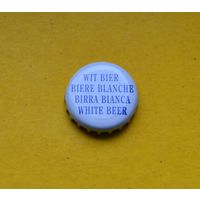 WIT BIER
BIERE BLANCHE
BIRRA BIANCA
WHITE BEER